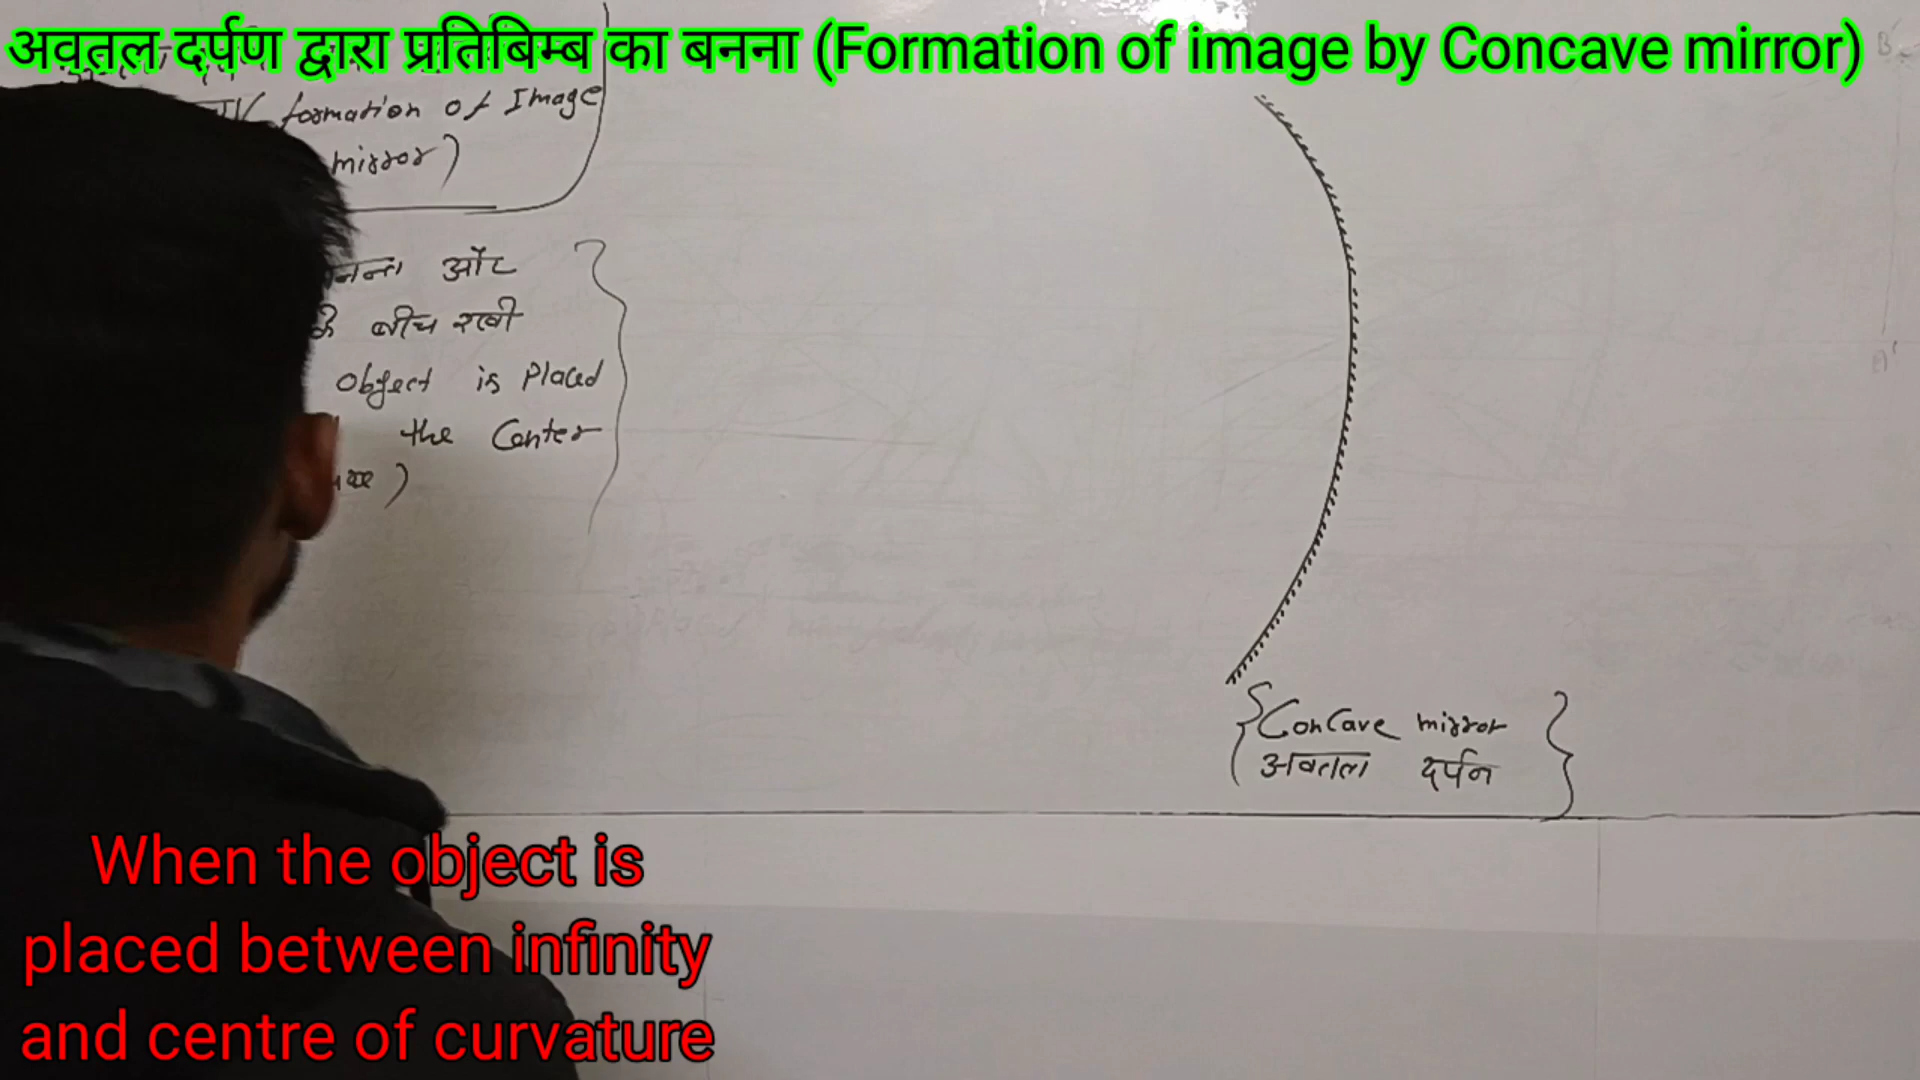 अवतल दर्पण द्वारा प्रतिबिम्ब का बनना (Formation of image by Concave mirror)
formation of Image
mirror)
और
के बीच रखी
object is Placed
the Center
)
{Concave mirror}
अवतल दर्पन
When the object is
placed between infinity
and centre of curvature